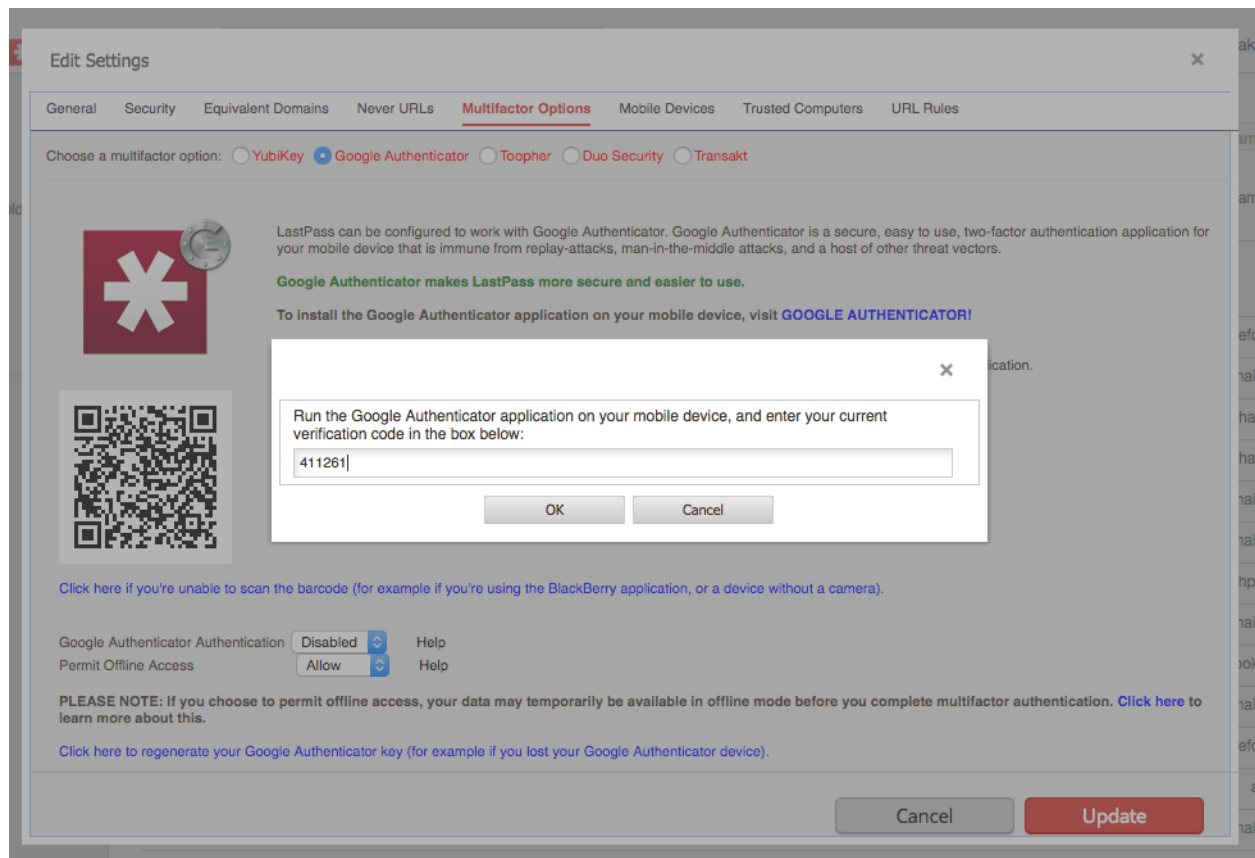 Edit Settings
General Security Equivalent Domains Never URLs Multifactor Options Mobile Devices Trusted Computers URL Rules
Choose a multifactor option: YubiKey Google Authenticator Toopher Duo Security Transakt
LastPass can be configured to work with Google Authenticator. Google Authenticator is a secure, easy to use, two-factor authentication application for
your mobile device that is immune from replay-attacks, man-in-the-middle attacks, and a host of other threat vectors.
Google Authenticator makes LastPass more secure and easier to use.
To install the Google Authenticator application on your mobile device, visit GOOGLE AUTHENTICATOR!
ication.
Run the Google Authenticator application on your mobile device, and enter your current
verification code in the box below:
411261
OK Cancel
Click here if you're unable to scan the barcode (for example if you're using the BlackBerry application, or a device without a camera).
Google Authenticator Authentication Disabled Help
Permit Offline Access Allow Help
PLEASE NOTE: If you choose to permit offline access, your data may temporarily be available in offline mode before you complete multifactor authentication. Click here to
learn more about this.
Click here to regenerate your Google Authenticator key (for example if you lost your Google Authenticator device).
Cancel Update